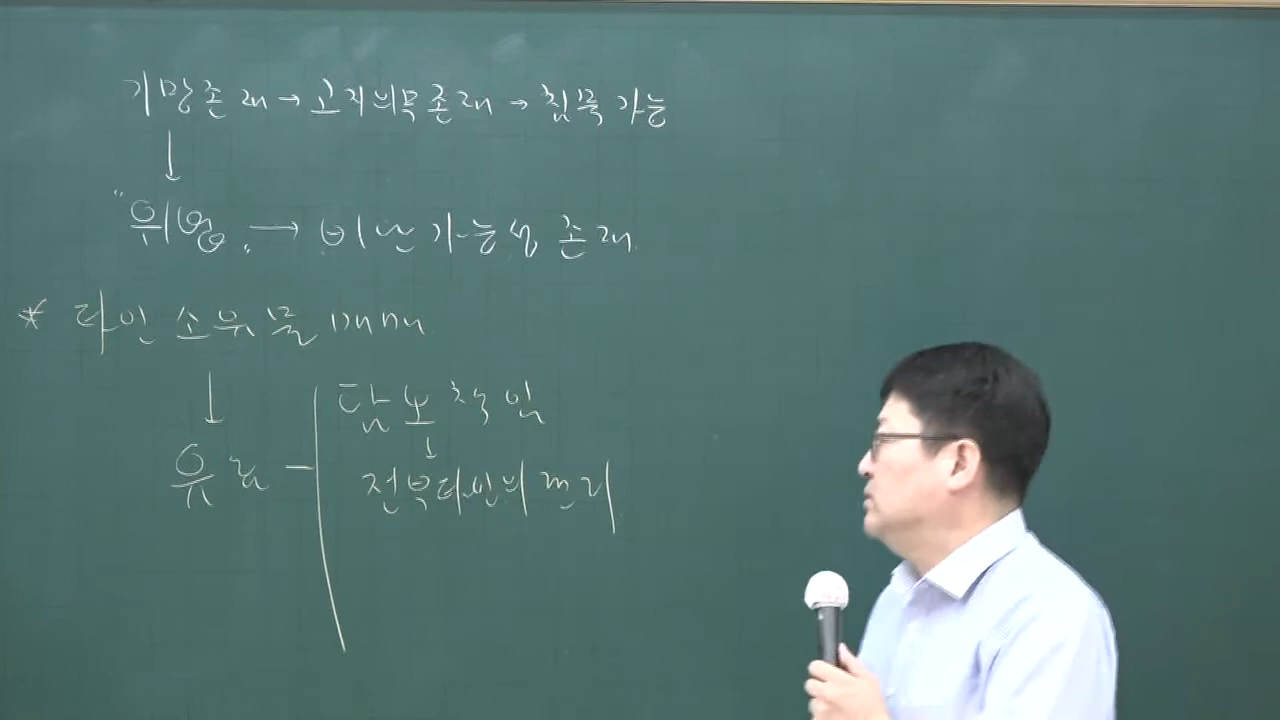 기망존재→고지의무존재→침묵가능
↓
"위법.→비난가능성존재.
* 타인소유물매매
↓ 담보책임
유효 ↓
전부타인의권리